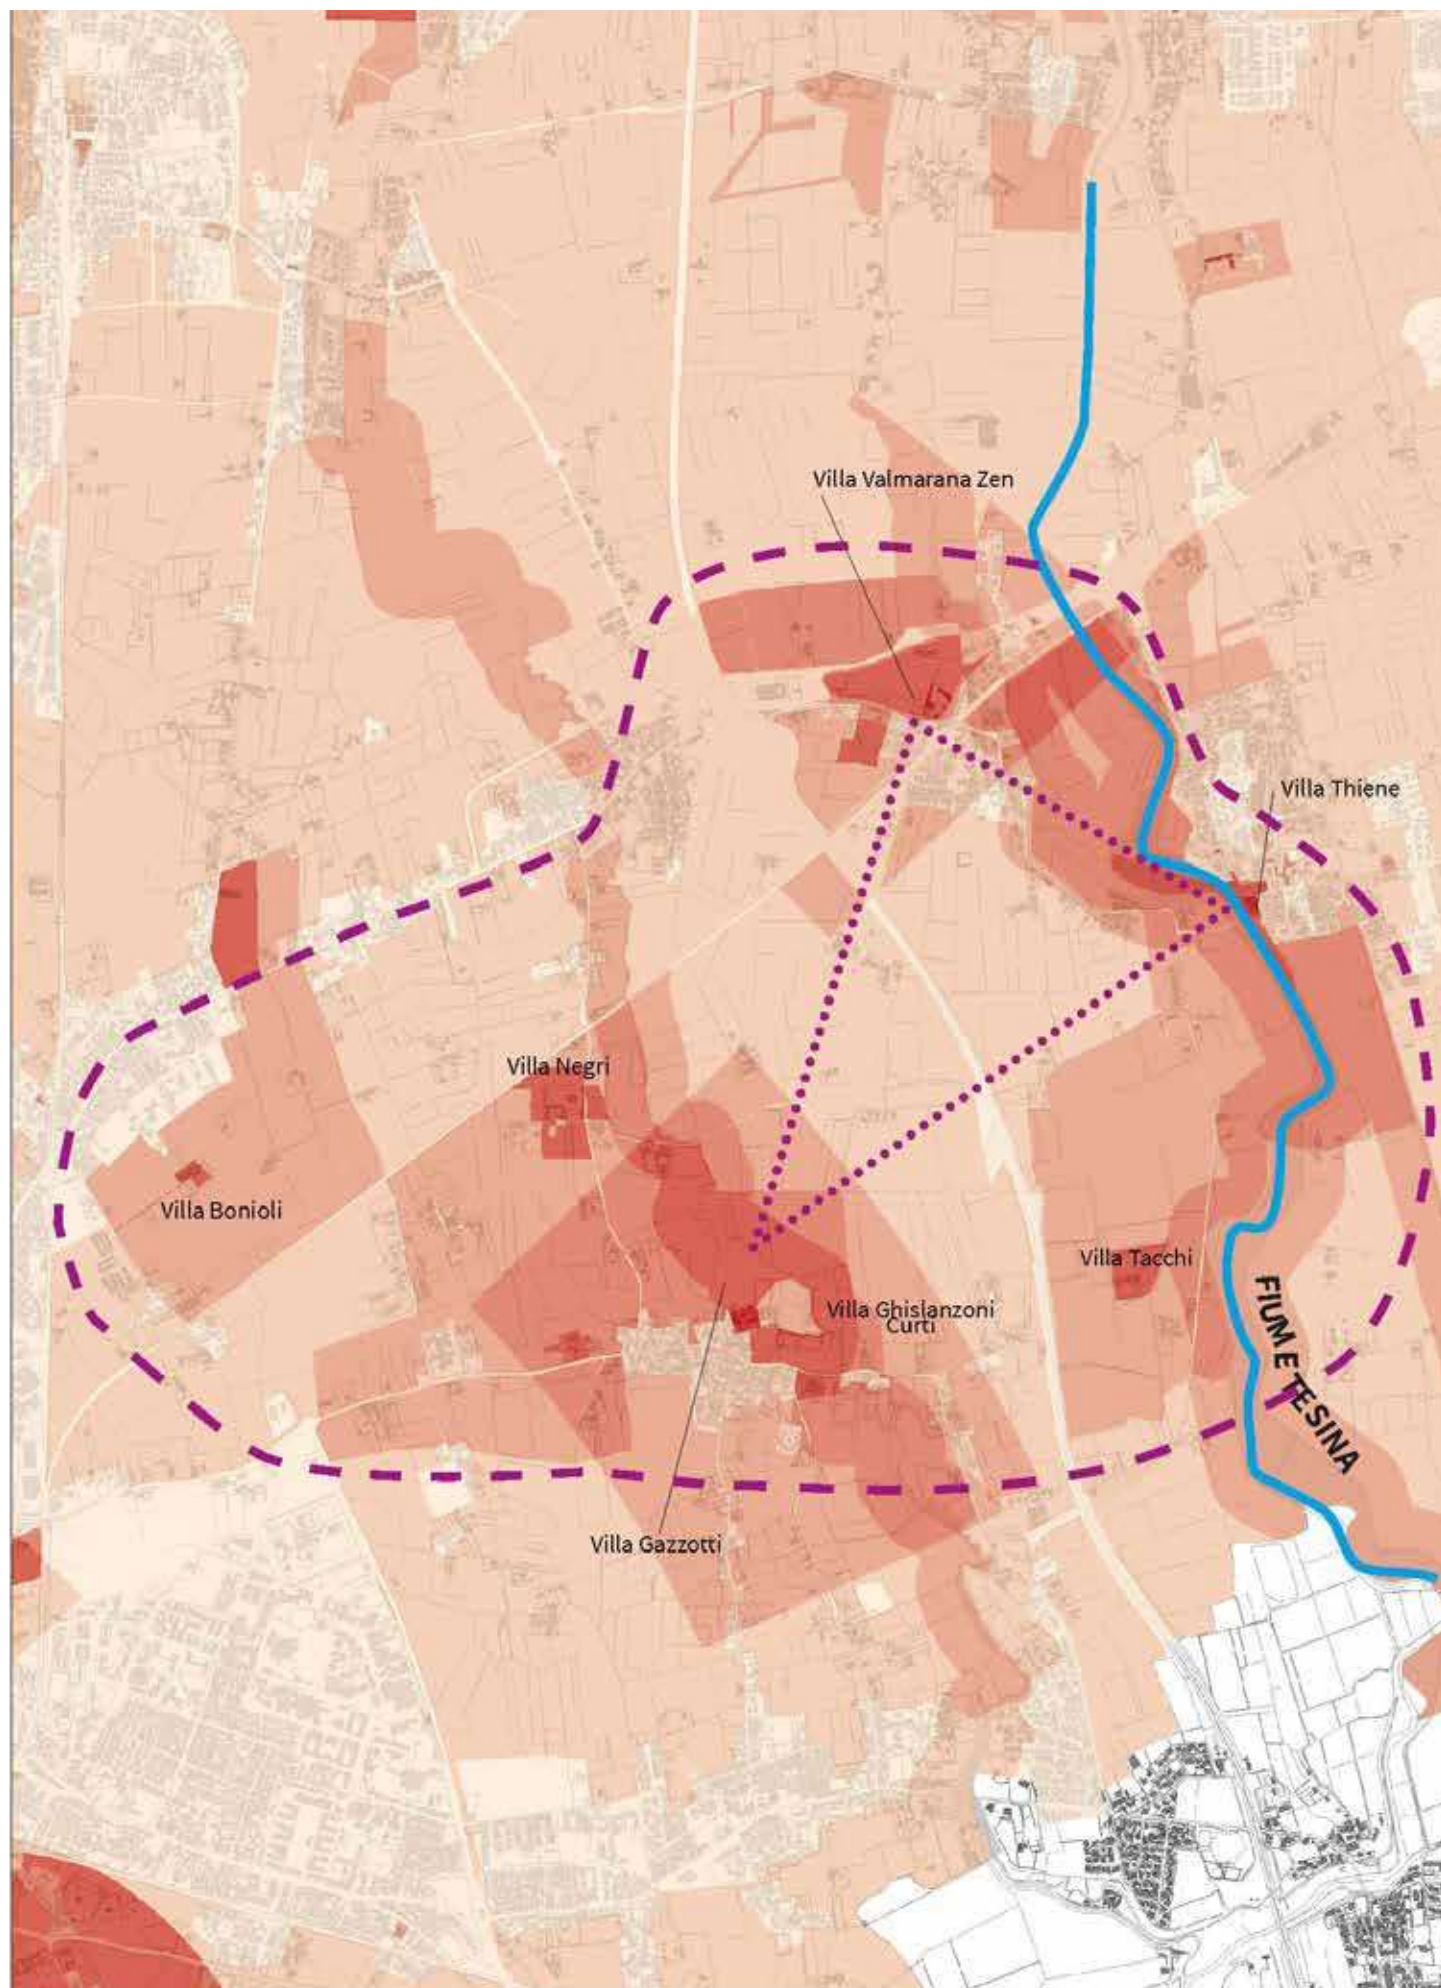 Villa Valmarana Zen
Villa Thiene
Villa Negri
Villa Bonioli
Villa Tacchi
Villa Ghislanzoni
Curti
FIUME TESINA
Villa Gazzotti